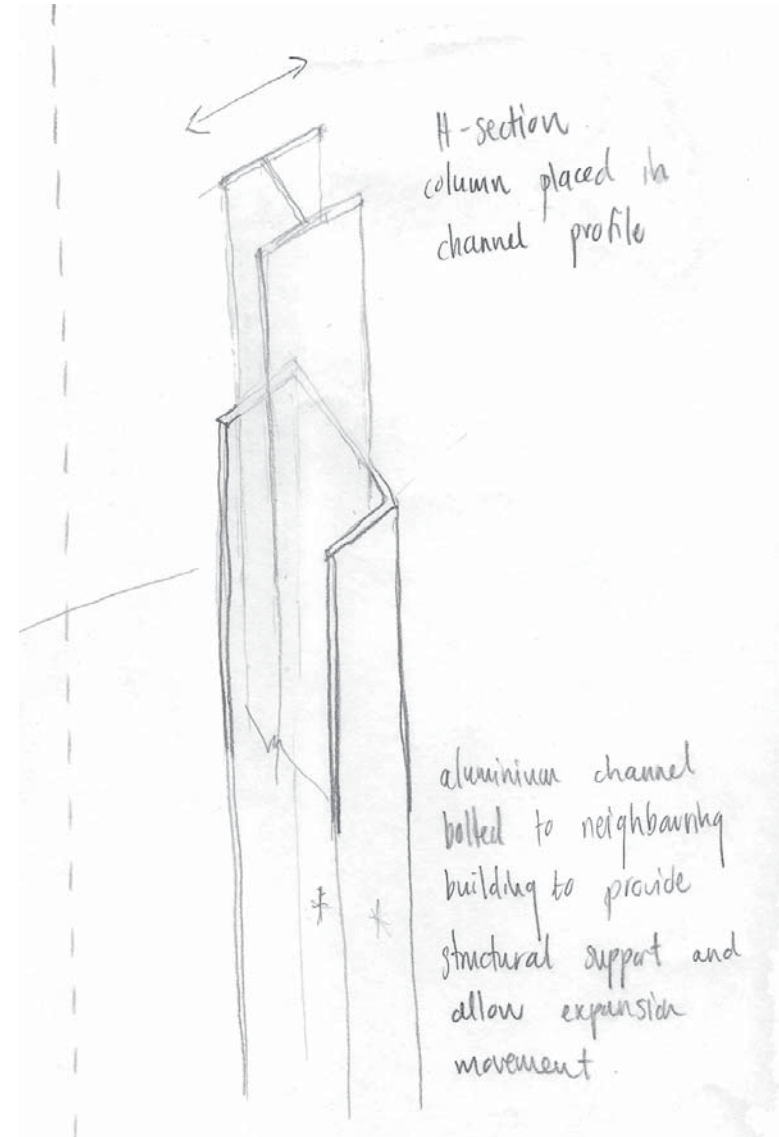 H-section
column placed in
channel profile
aluminium channel
bolted to neighbouring
building to provide
structural support and
allow expansion
movement.